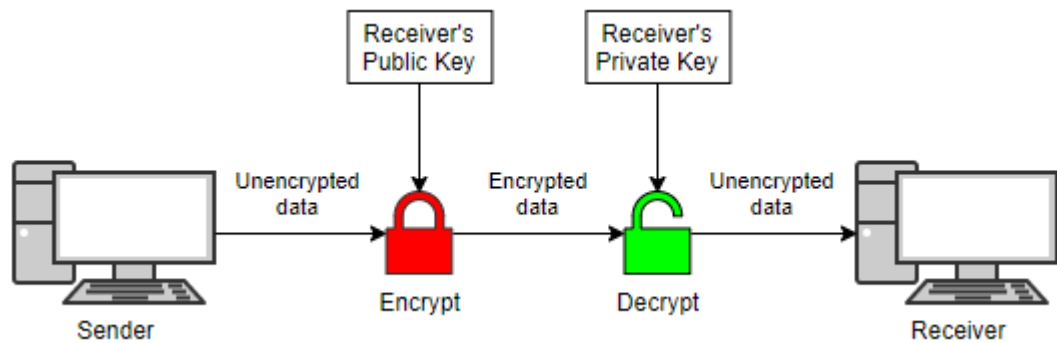 Receiver's
Public Key
Receiver's
Private Key
Unencrypted
data
Encrypted
data
Unencrypted
data
Encrypt
Decrypt
Sender
Receiver